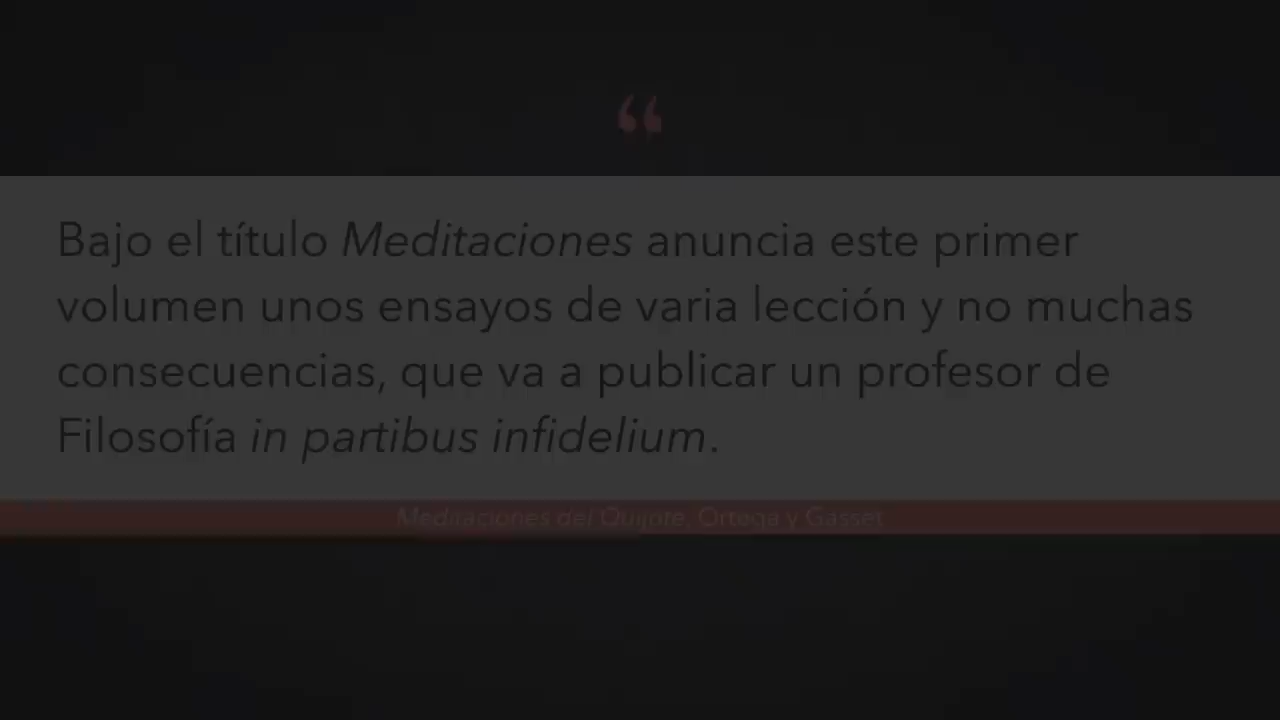 “
Bajo el título Meditaciones anuncia este primer
volumen unos ensayos de varia lección y no muchas
consecuencias, que va a publicar un profesor de
Filosofía in partibus infidelium.
Meditaciones del Quijote, Ortega y Gasset